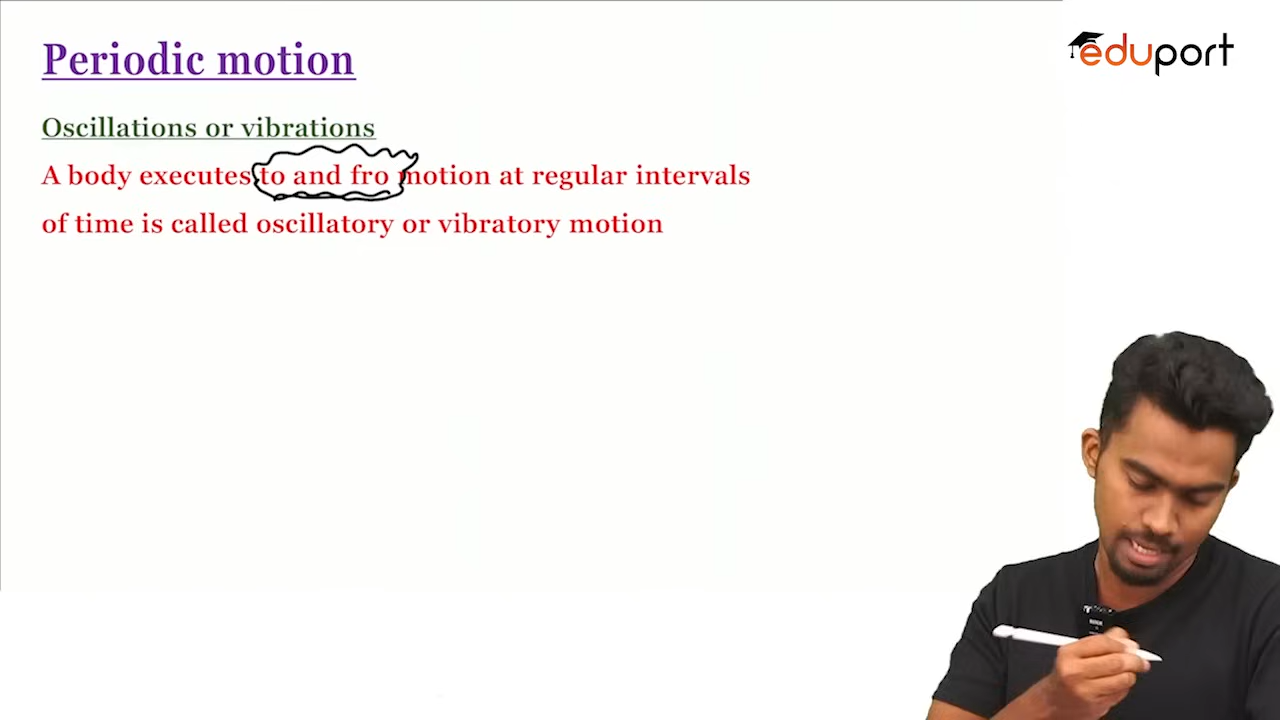 Periodic motion
eduport
Oscillations or vibrations
A body executes to and fro motion at regular intervals
of time is called oscillatory or vibratory motion